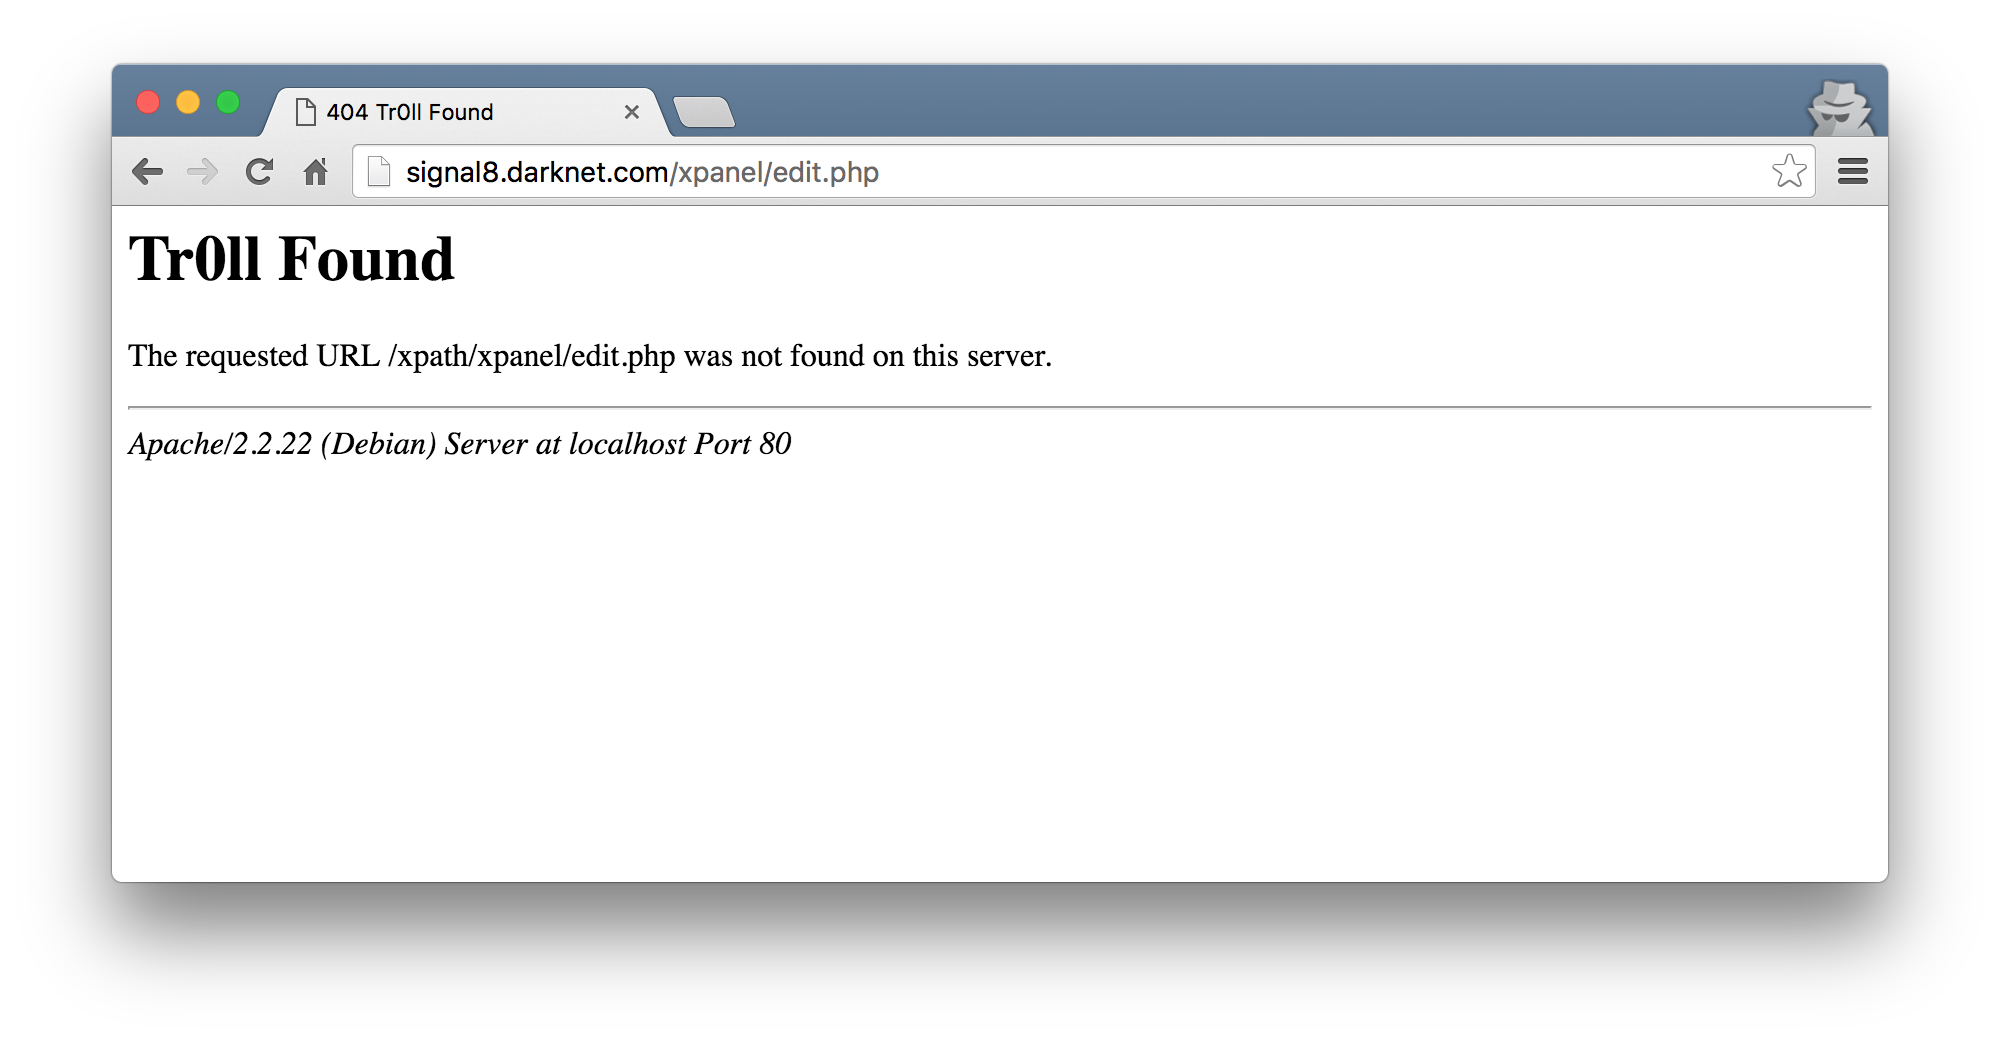 404 Tr0ll Found
signal8.darknet.com/xpanel/edit.php
Tr0ll Found
The requested URL /xpath/xpanel/edit.php was not found on this server.
Apache/2.2.22 (Debian) Server at localhost Port 80